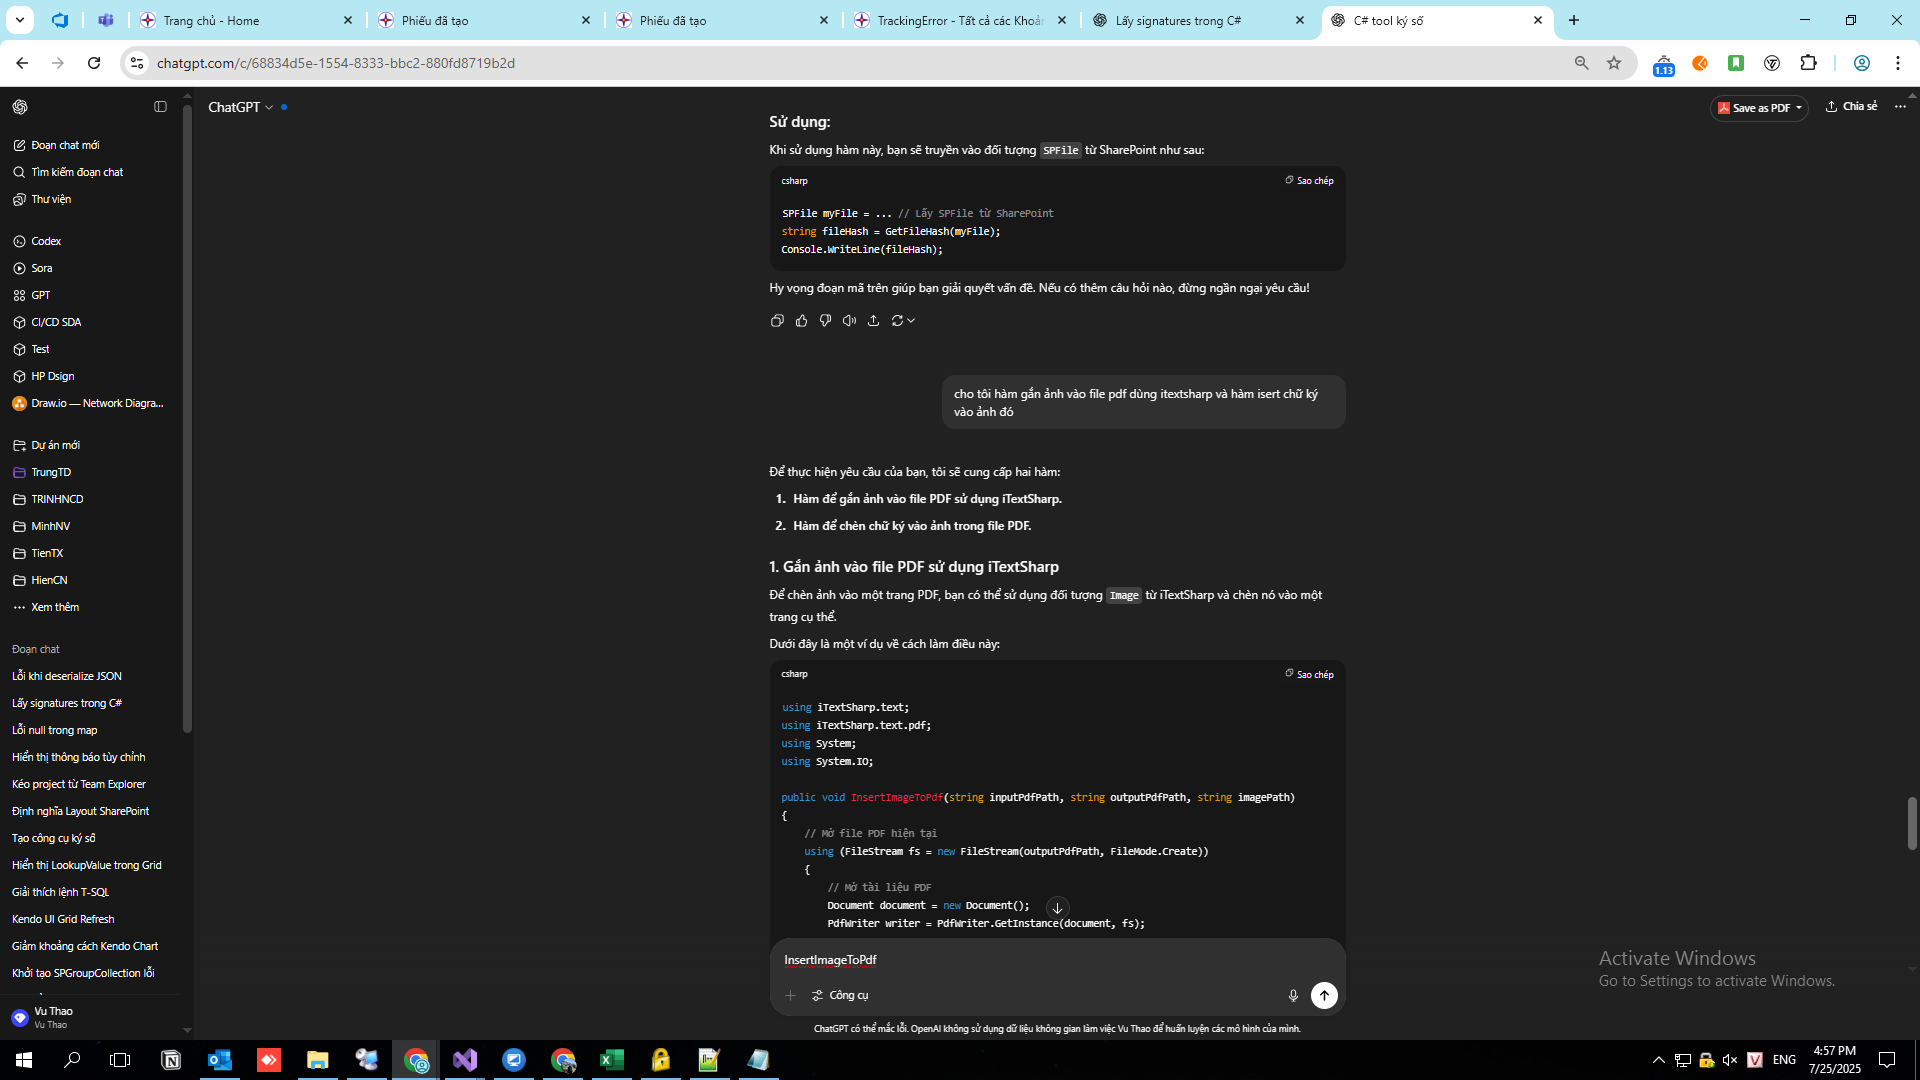 Trang chủ - Home
Phiếu đã tạo
Phiếu đã tạo
TrackingError - Tất cả các Khoản
Lấy signatures trong C#
C# tool ký số
chatgpt.com/c/68834d5e-1554-8333-bbc2-880fd8719b2d
1.13
ChatGPT
Save as PDF
Chia sẻ
Đoạn chat mới
Tìm kiếm đoạn chat
Thư viện
Codex
Sora
GPT
CI/CD SDA
Test
HP Dsign
Draw.io — Network Diagra...
Dự án mới
TrungTD
TRINHNCD
MinhNV
TienTX
HienCN
Xem thêm
Đoạn chat
Lỗi khi deserialize JSON
Lấy signatures trong C#
Lỗi null trong map
Hiển thị thông báo tùy chỉnh
Kéo project từ Team Explorer
Định nghĩa Layout SharePoint
Tạo công cụ ký số
Hiển thị LookupValue trong Grid
Giải thích lệnh T-SQL
Kendo UI Grid Refresh
Giảm khoảng cách Kendo Chart
Khởi tạo SPGroupCollection lỗi
Vu Thao
Vu Thao
Sử dụng:
Khi sử dụng hàm này, bạn sẽ truyền vào đối tượng SPFile từ SharePoint như sau:
csharp
Sao chép
SPFile myFile = ... // Lấy SPFile từ SharePoint
string fileHash = GetFileHash(myFile);
Console.WriteLine(fileHash);
Hy vọng đoạn mã trên giúp bạn giải quyết vấn đề. Nếu có thêm câu hỏi nào, đừng ngần ngại yêu cầu!
cho tôi hàm gắn ảnh vào file pdf dùng itextsharp và hàm isert chữ ký
vào ảnh đó
Để thực hiện yêu cầu của bạn, tôi sẽ cung cấp hai hàm:
1. Hàm để gắn ảnh vào file PDF sử dụng iTextSharp.
2. Hàm để chèn chữ ký vào ảnh trong file PDF.
1. Gắn ảnh vào file PDF sử dụng iTextSharp
Để chèn ảnh vào một trang PDF, bạn có thể sử dụng đối tượng Image từ iTextSharp và chèn nó vào một
trang cụ thể.
Dưới đây là một ví dụ về cách làm điều này:
csharp
Sao chép
using iTextSharp.text;
using iTextSharp.text.pdf;
using System;
using System.IO;
public void InsertImageToPdf(string inputPdfPath, string outputPdfPath, string imagePath)
{
// Mở file PDF hiện tại
using (FileStream fs = new FileStream(outputPdfPath, FileMode.Create))
{
// Mở tài liệu PDF
Document document = new Document();
PdfWriter writer = PdfWriter.GetInstance(document, fs);
InsertImageToPdf
Công cụ
ChatGPT có thể mắc lỗi. OpenAI không sử dụng dữ liệu không gian làm việc Vu Thao để huấn luyện các mô hình của mình.
Activate Windows
Go to Settings to activate Windows.
ENG
4:57 PM
7/25/2025